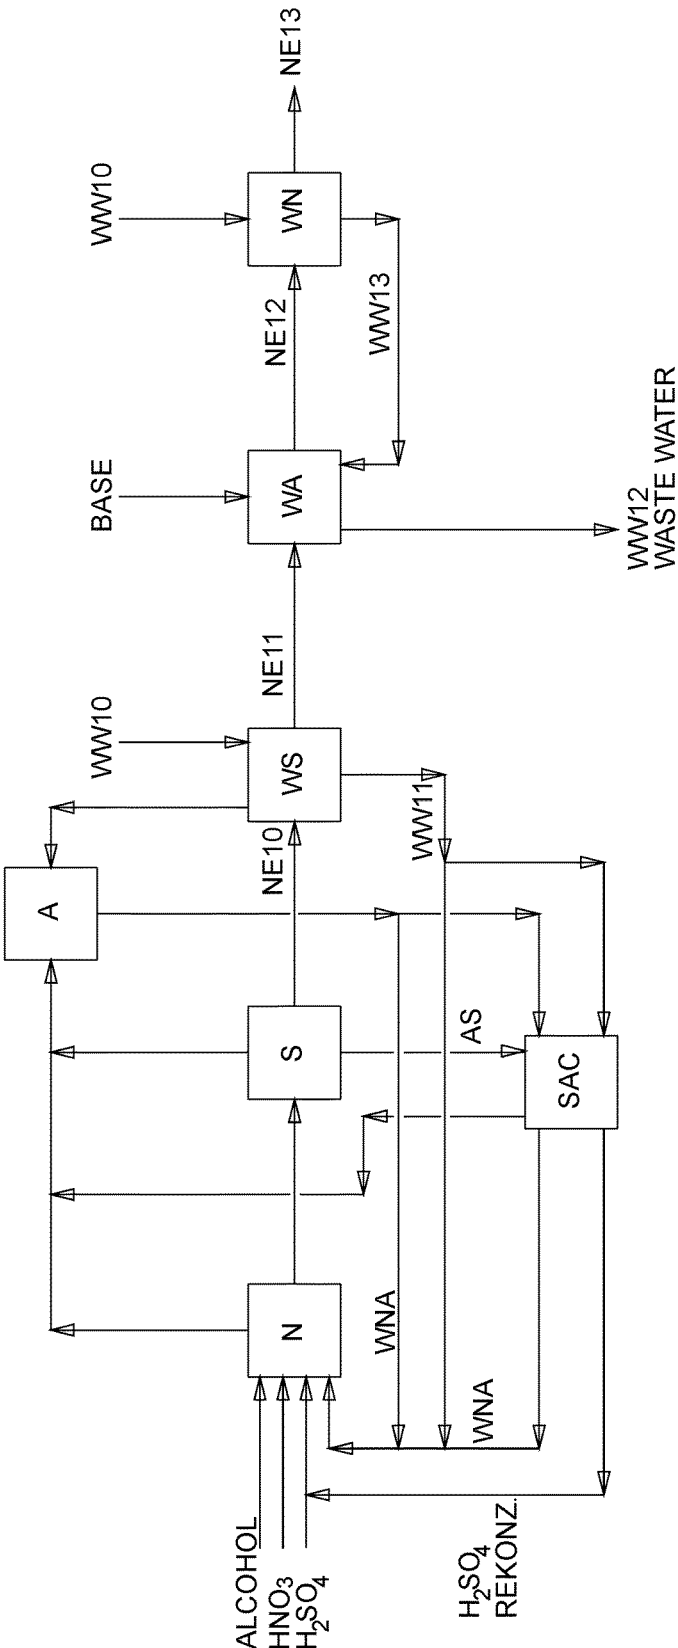 ALCOHOL
HNO3
H2SO4
N
S
NE10
WS
NE11
WA
NE12
WN
NE13
A
WW10
BASE
WW10
WNA
WNA
AS
SAC
WW11
WW13
WW12
WASTE WATER
H2SO4
REKONZ.